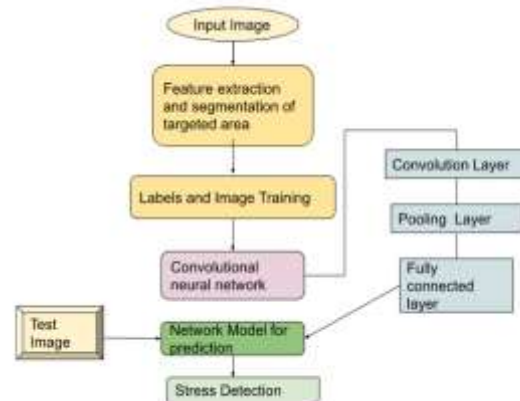 Input Image
Feature extraction
and segmentation of
targeted area
Convolution Layer
Labels and Image Training
Pooling Layer
Convolutional
neural network
Fully
connected
layer
Test
Image
Network Model for
prediction
Stress Detection